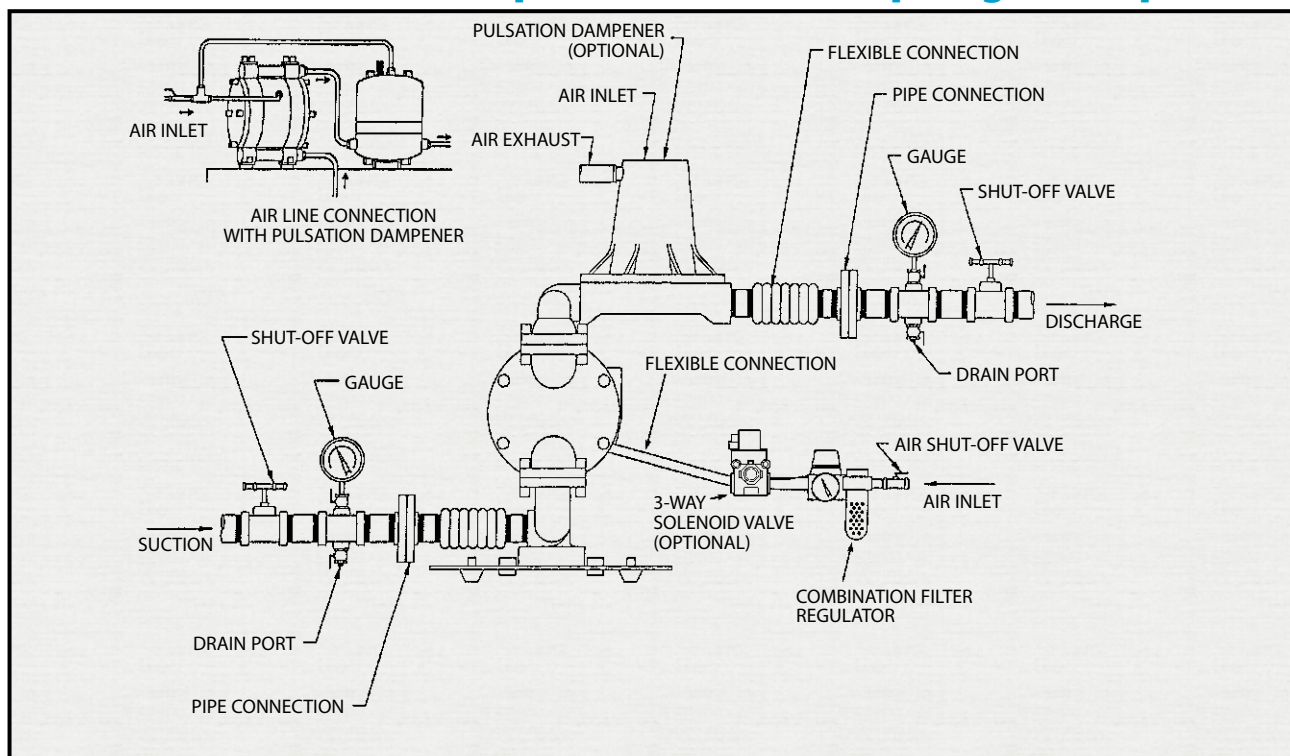 PULSATION DAMPENER
(OPTIONAL)
FLEXIBLE CONNECTION
AIR INLET
PIPE CONNECTION
AIR INLET
AIR EXHAUST
GAUGE
SHUT-OFF VALVE
AIR LINE CONNECTION
WITH PULSATION DAMPENER
DISCHARGE
SHUT-OFF VALVE
FLEXIBLE CONNECTION
DRAIN PORT
GAUGE
AIR SHUT-OFF VALVE
AIR INLET
3-WAY
SOLENOID VALVE
(OPTIONAL)
SUCTION
COMBINATION FILTER
REGULATOR
DRAIN PORT
PIPE CONNECTION